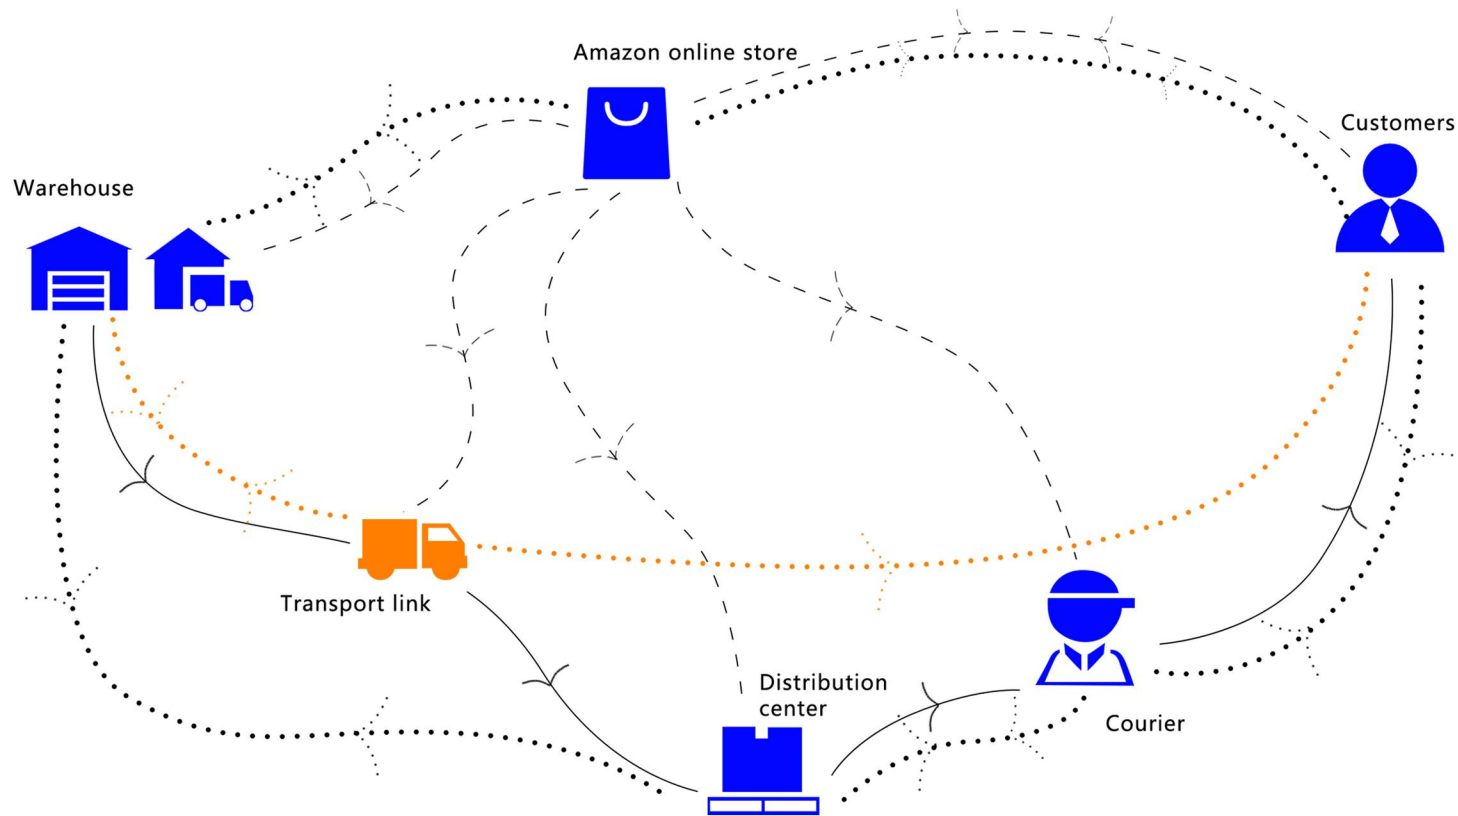 Amazon online store
Customers
Warehouse
Transport link
Distribution
center
Courier